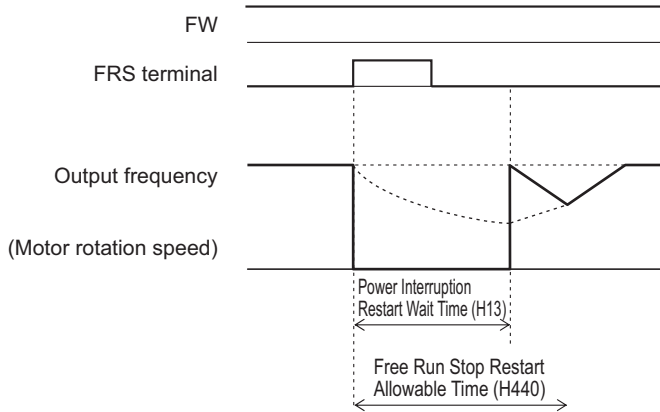 FW
FRS terminal
Output frequency
(Motor rotation speed)
Power Interruption
Restart Wait Time (H13)
Free Run Stop Restart
Allowable Time (H440)